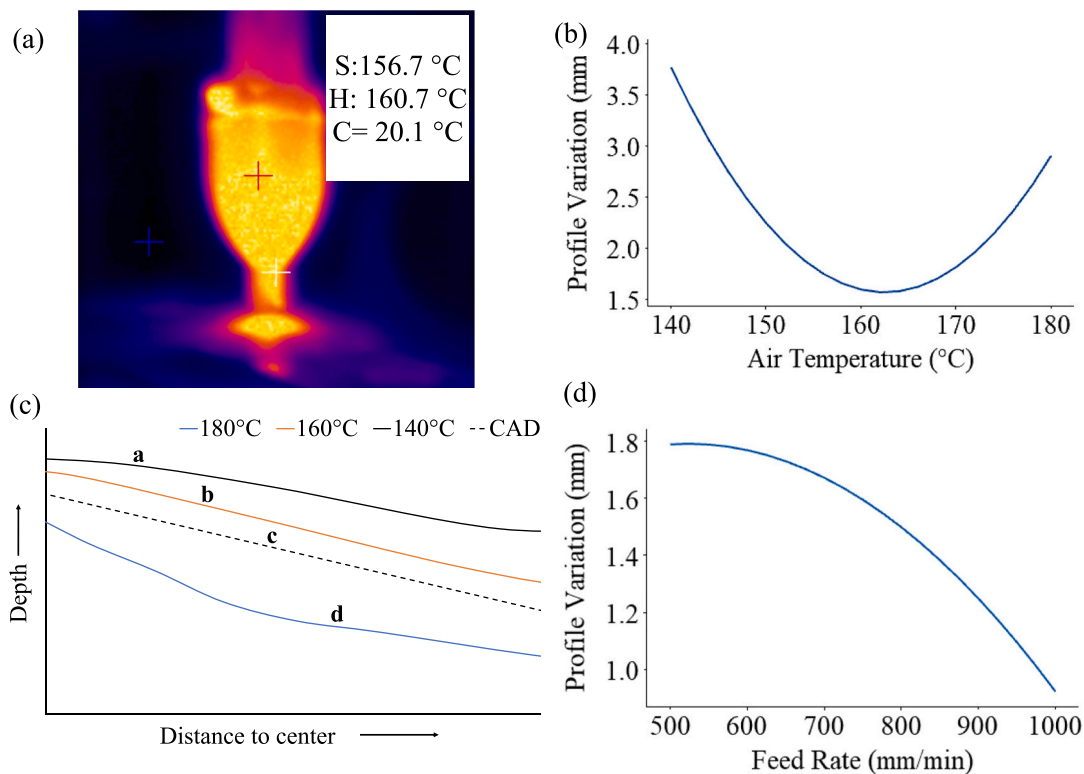 (a)
S:156.7 °C
H: 160.7 °C
C= 20.1 °C
(b)
Profile Variation (mm
4.0
3.5
3.0
2.5
2.0
1.5
140 150 160 170 180
Air Temperature (°C)
(c)
180°C 160°C 140°C CAD
a
b
c
d
Depth
Distance to center
(d)
Profile Variation (mm)
1.8
1.6
1.4
1.2
1.0
500 600 700 800 900 1000
Feed Rate (mm/min)